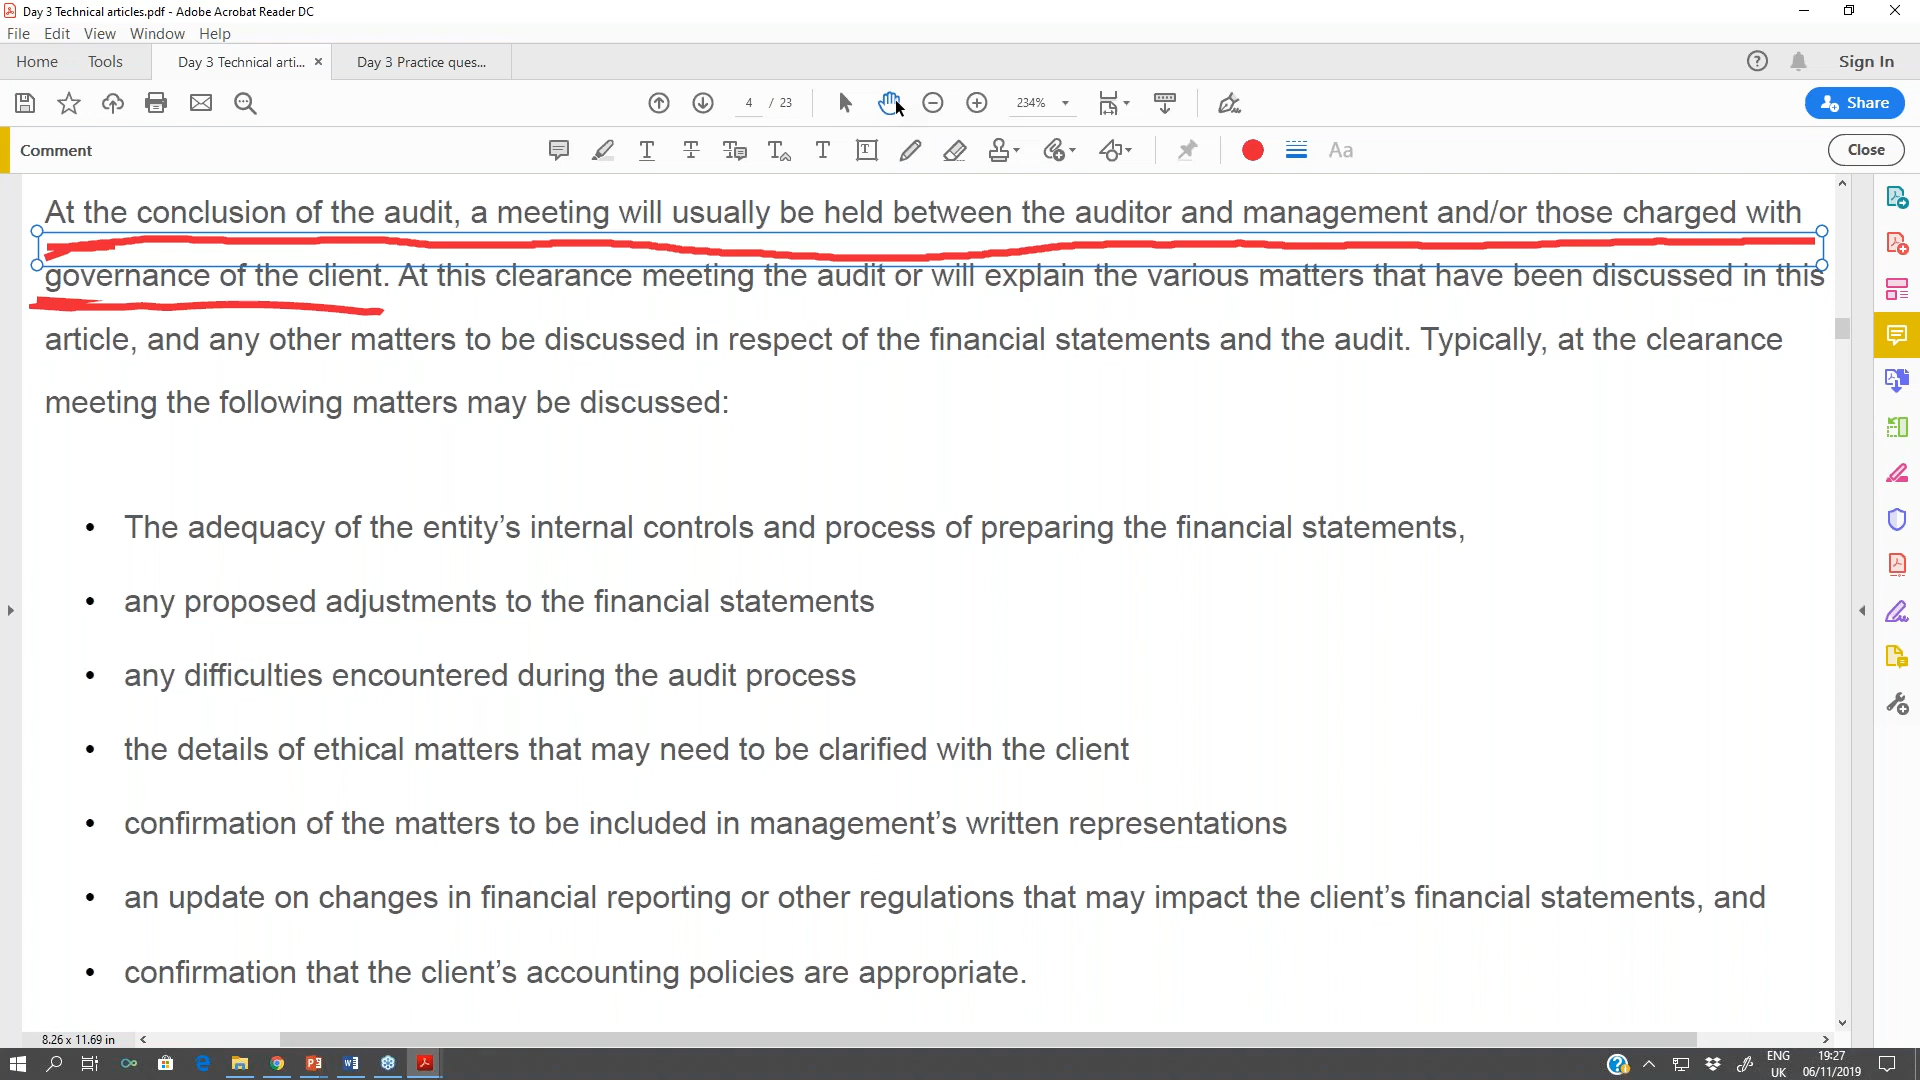 Day 3 Technical articles.pdf - Adobe Acrobat Reader DC
File Edit View Window Help
Home Tools Day 3 Technical arti... × Day 3 Practice ques... Sign In
4 / 23 234% Share
Comment Aa Close
At the conclusion of the audit, a meeting will usually be held between the auditor and management and/or those charged with
governance of the client. At this clearance meeting the audit or will explain the various matters that have been discussed in this
article, and any other matters to be discussed in respect of the financial statements and the audit. Typically, at the clearance
meeting the following matters may be discussed:
• The adequacy of the entity’s internal controls and process of preparing the financial statements,
• any proposed adjustments to the financial statements
• any difficulties encountered during the audit process
• the details of ethical matters that may need to be clarified with the client
• confirmation of the matters to be included in management’s written representations
• an update on changes in financial reporting or other regulations that may impact the client’s financial statements, and
• confirmation that the client’s accounting policies are appropriate.
8.26 x 11.69 in
ENG 19:27
UK 06/11/2019